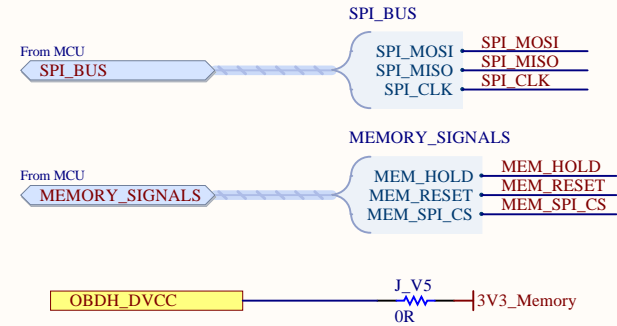 SPI_BUS
From MCU
SPI_BUS
SPI_MOSI SPI_MOSI
SPI_MISO SPI_MISO
SPI_CLK SPI_CLK
MEMORY_SIGNALS
From MCU
MEMORY_SIGNALS
MEM_HOLD MEM_HOLD
MEM_RESET MEM_RESET
MEM_SPI_CS MEM_SPI_CS
J_V5
OBDH_DVCC
3V3_Memory
0R